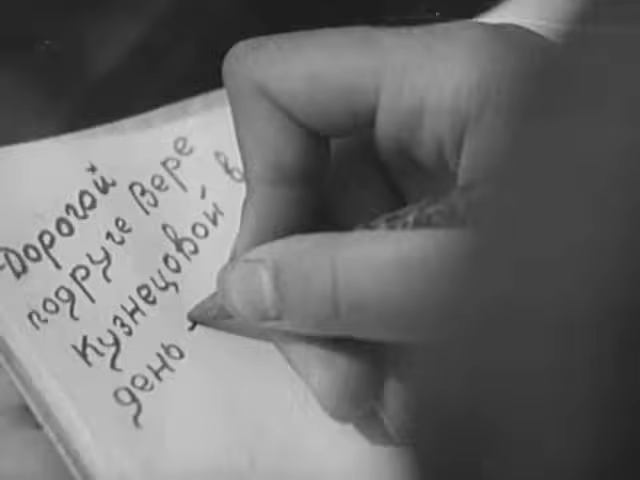 Дорогой
подруге Вере
Кузнецовой в
день